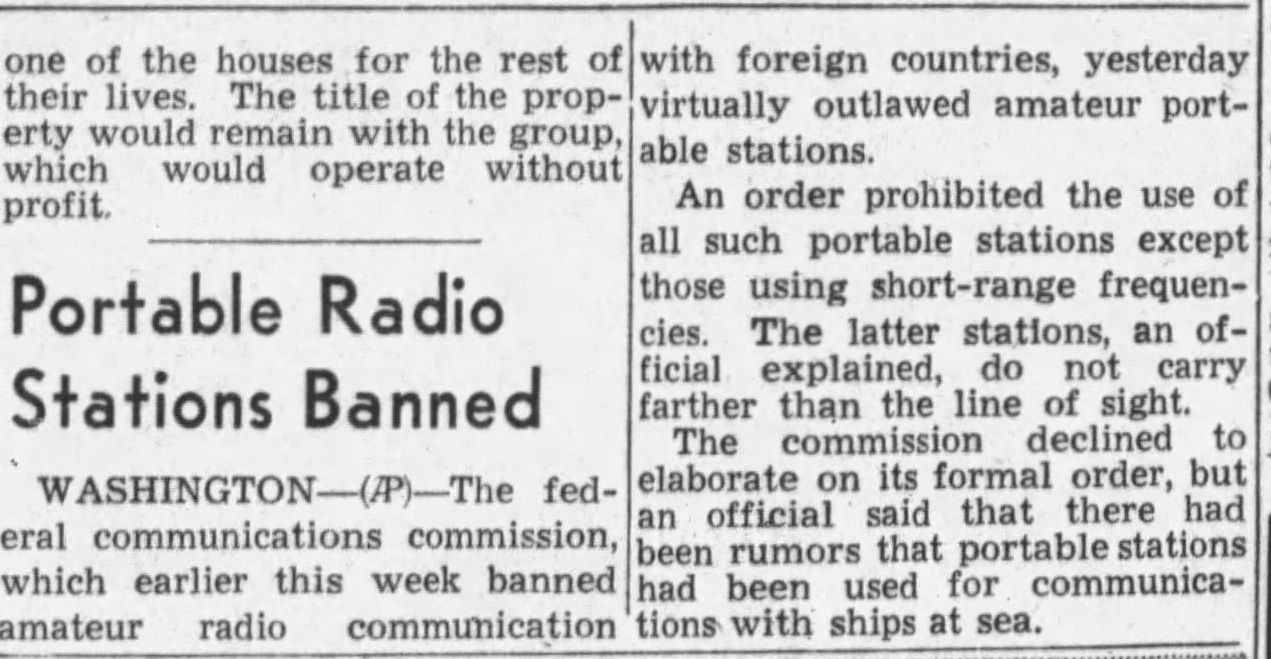 one of the houses for the rest of
their lives. The title of the prop-
erty would remain with the group,
which would operate without
profit.
Portable Radio
Stations Banned
WASHINGTON—(AP)—The fed-
eral communications commission,
which earlier this week banned
amateur radio communication
with foreign countries, yesterday
virtually outlawed amateur port-
able stations.
An order prohibited the use of
all such portable stations except
those using short-range frequen-
cies. The latter stations, an of-
ficial explained, do not carry
farther than the line of sight.
The commission declined to
elaborate on its formal order, but
an official said that there had
been rumors that portable stations
had been used for communica-
tions with ships at sea.